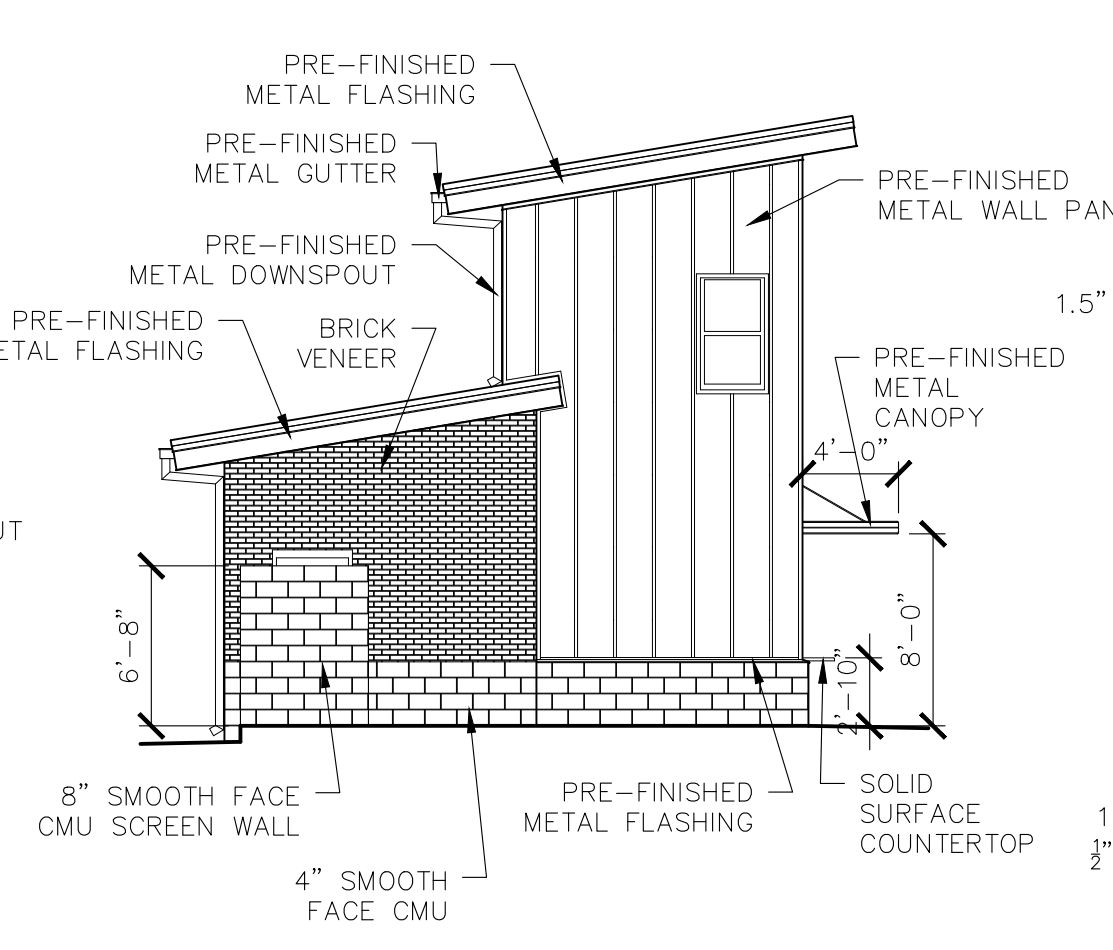 PRE-FINISHED
METAL FLASHING
PRE-FINISHED
METAL GUTTER
PRE-FINISHED
METAL WALL PAN
PRE-FINISHED
METAL DOWNSPOUT
1.5"
PRE-FINISHED
ETAL FLASHING
BRICK
VENEER
PRE-FINISHED
METAL
CANOPY
4'-0"
UT
6'-8"
8'-0"
2'-10"
8" SMOOTH FACE
CMU SCREEN WALL
PRE-FINISHED
METAL FLASHING
SOLID
SURFACE
COUNTERTOP
1
½"
4" SMOOTH
FACE CMU